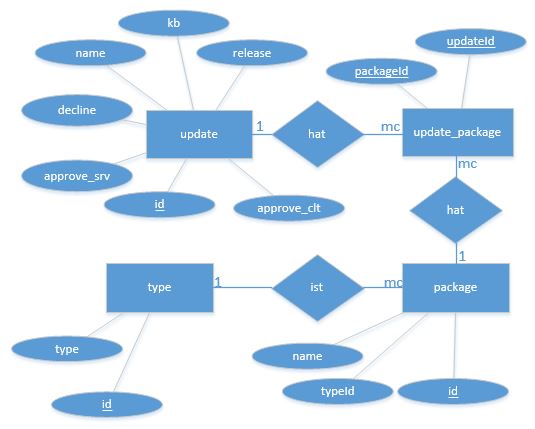 kb
updateId
name
release
packageId
decline
update
1
hat
mc
update_package
mc
approve_srv
id
approve_clt
hat
1
type
1
ist
mc
package
type
name
id
typeId
id